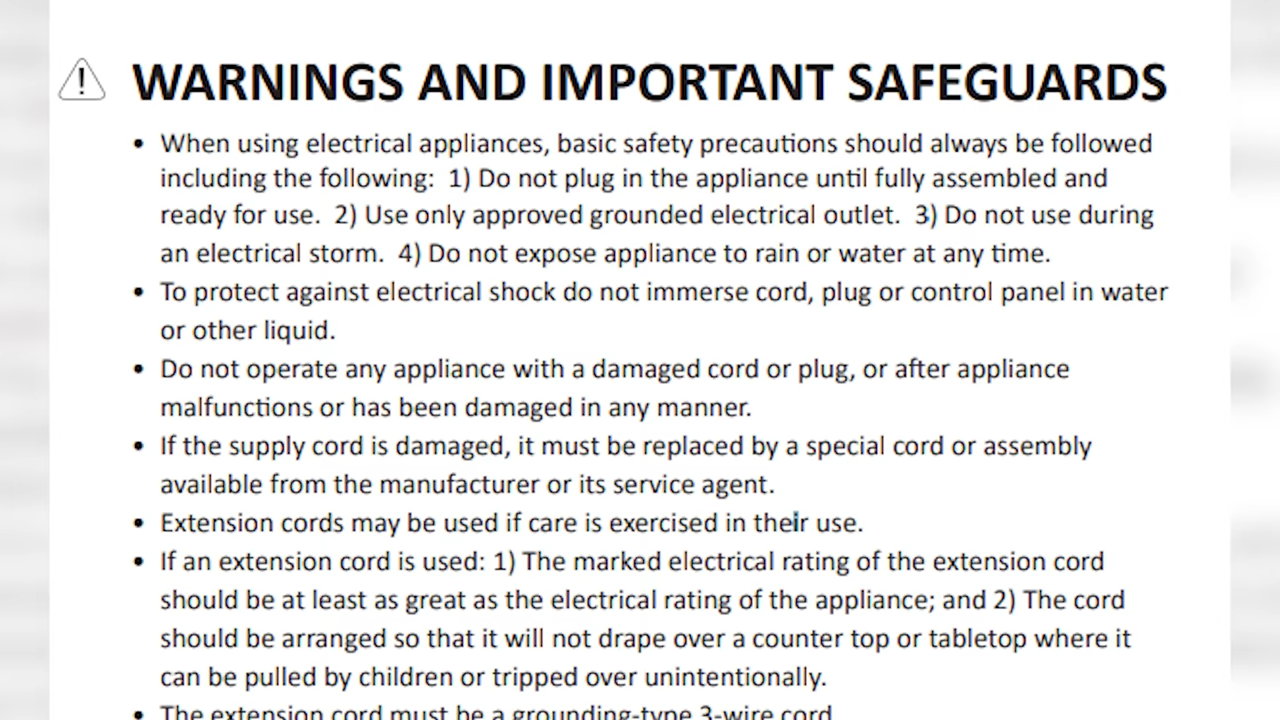 WARNINGS AND IMPORTANT SAFEGUARDS
• When using electrical appliances, basic safety precautions should always be followed
including the following:  1) Do not plug in the appliance until fully assembled and
ready for use.  2) Use only approved grounded electrical outlet.  3) Do not use during
an electrical storm.  4) Do not expose appliance to rain or water at any time.
• To protect against electrical shock do not immerse cord, plug or control panel in water
or other liquid.
• Do not operate any appliance with a damaged cord or plug, or after appliance
malfunctions or has been damaged in any manner.
• If the supply cord is damaged, it must be replaced by a special cord or assembly
available from the manufacturer or its service agent.
• Extension cords may be used if care is exercised in their use.
• If an extension cord is used: 1) The marked electrical rating of the extension cord
should be at least as great as the electrical rating of the appliance; and 2) The cord
should be arranged so that it will not drape over a counter top or tabletop where it
can be pulled by children or tripped over unintentionally.
• The extension cord must be a grounding-type 3-wire cord.